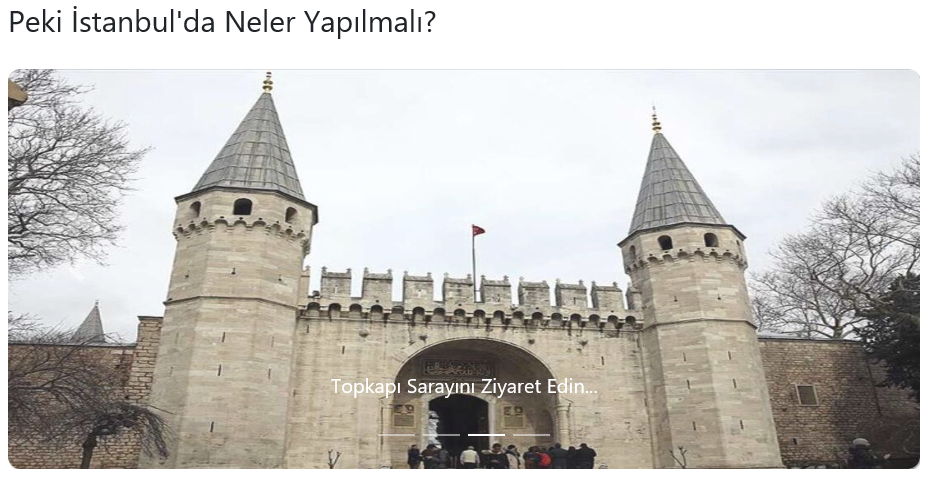 Peki İstanbul'da Neler Yapılmalı?
Topkapı Sarayını Ziyaret Edin...